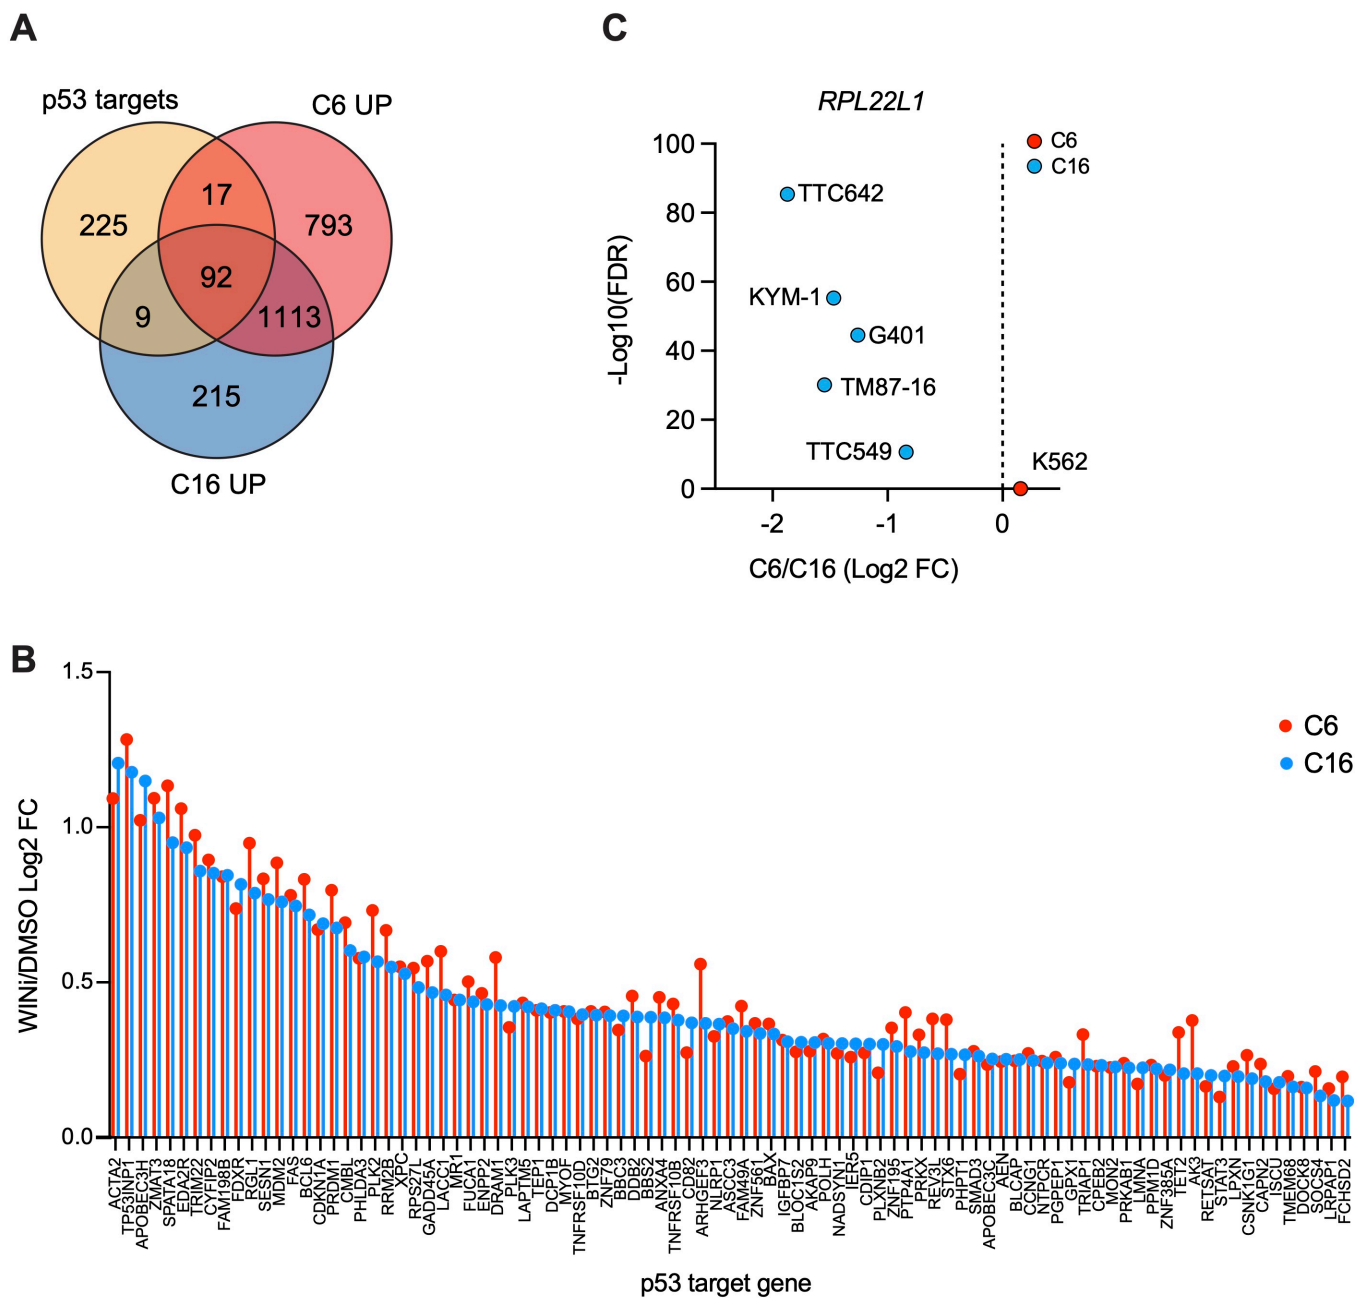 A
p53 targets
C6 UP
17
225
793
92
9
1113
215
C16 UP
C
RPL22L1
C6
C16
100
80
60
40
20
0
-Log10(FDR)
TTC642
KYM-1
G401
TM87-16
TTC549
K562
-2
-1
0
C6/C16 (Log2 FC)
B
1.5
1.0
0.5
0.0
WINi/DMSO Log2 FC
C6
C16
ACTA2
TP53INP1
APOBEC3H
ZMAT3
SPATA18
EDA2R
TRIM22
CYFIP2
FAM198B
FDXR
RGL1
SESN1
MDM2
FAS
BCL6
CDKN1A
PRDM1
CMBL
PHLDA3
PLK2
RRM2B
XPC
RPS27L
GADD45A
LACC1
MR1
FUCA1
ENPP2
DRAM1
PLK3
LAPTM5
TEP1
DCP1B
MYOF
TNFRSF10D
BTG2
ZNF79
BBC3
DDB2
BBS2
ANXA4
TNFRSF10B
CD82
ARHGEF3
NLRP1
ASCC3
FAM49A
ZNF561
BAX
IGFBP7
BLOC1S2
AKAP9
POLH
NADSYN1
IER5
CDIP1
PLXNB2
ZNF195
PTP4A1
PRKX
REV3L
STX6
PHPT1
SMAD3
APOBEC3C
AEN
BLCAP
CCNG1
NTPCR
PGPEP1
GPX1
TRIAP1
CPEB2
MON2
PRKAB1
LMNA
PPM1D
ZNF385A
TET2
AK3
RETSAT
STAT3
LPXN
CSNK1G1
CAPN2
ISCU
TMEM68
DOCK8
SOCS4
LRPAP1
FCHSD2
p53 target gene